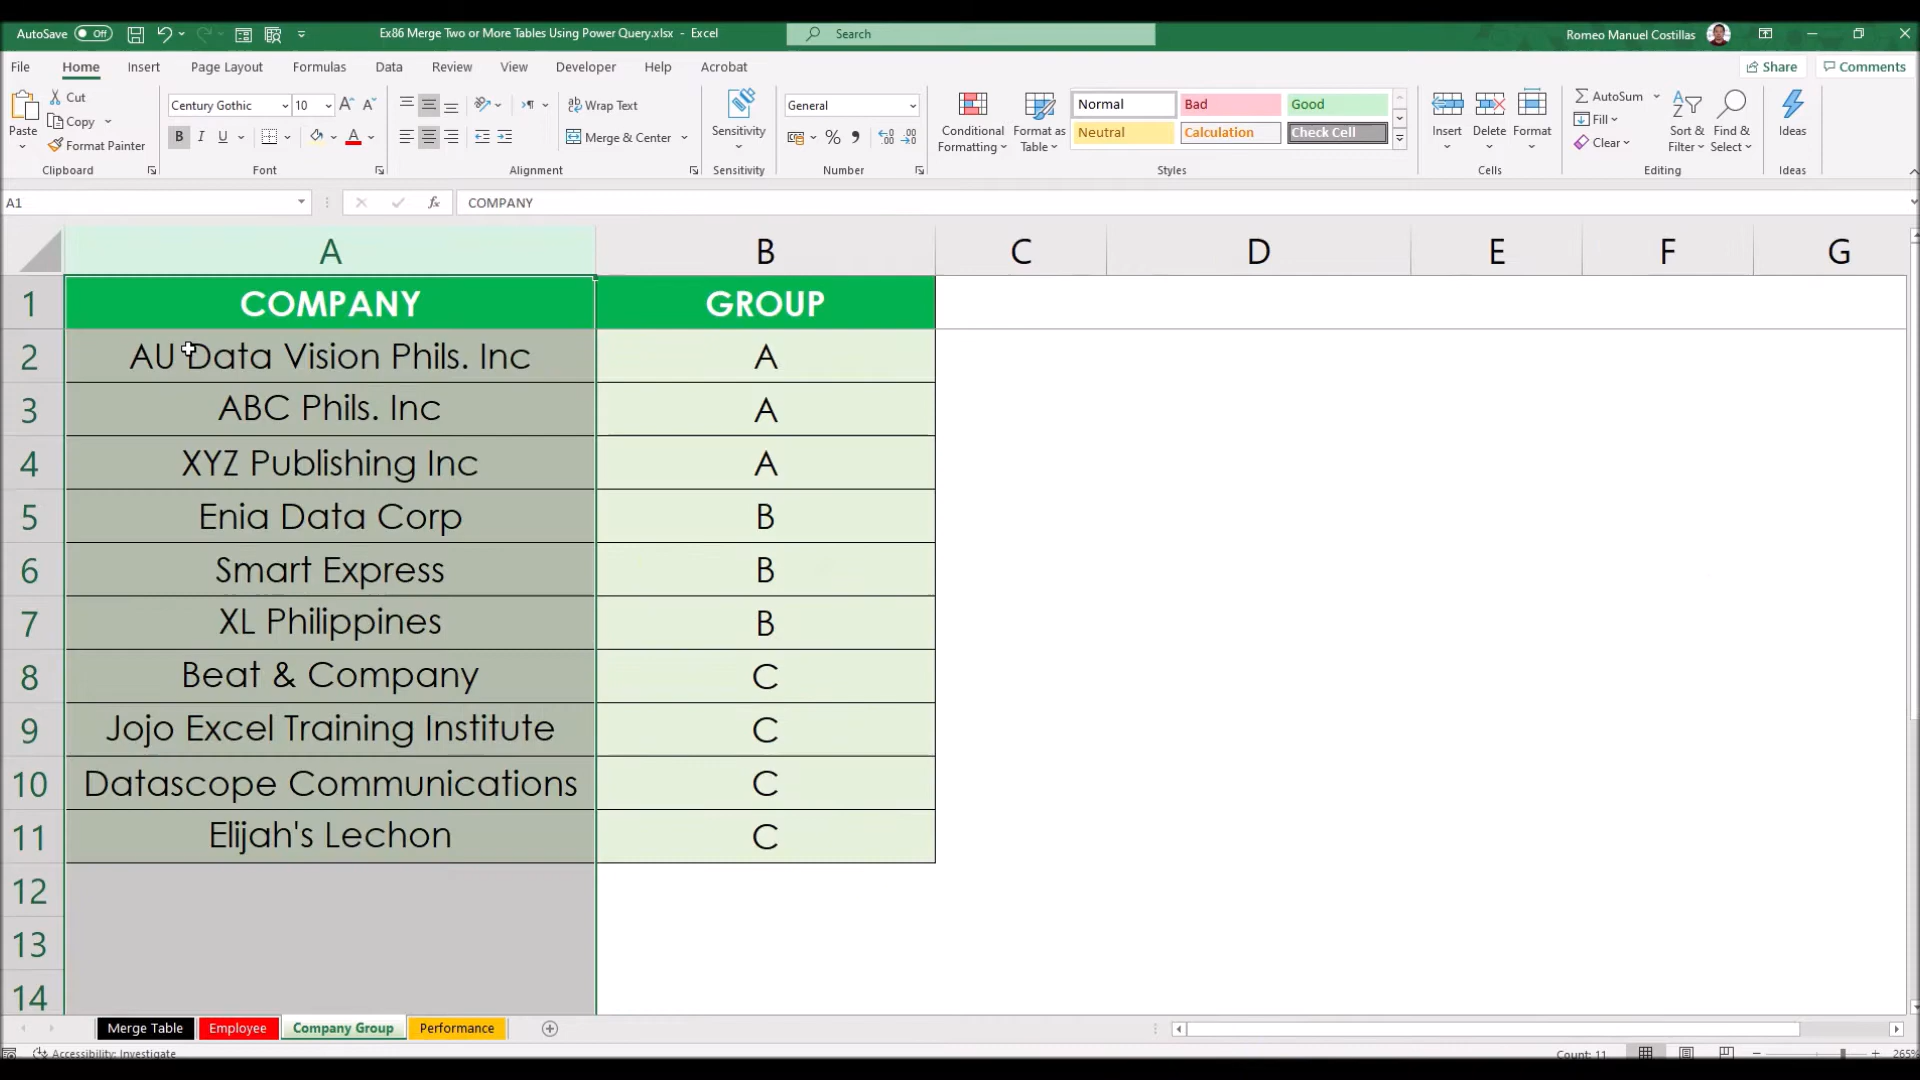 AutoSave Off
Ex86 Merge Two or More Tables Using Power Query.xlsx - Excel
Search
Romeo Manuel Costillas
File Home Insert Page Layout Formulas Data Review View Developer Help Acrobat
Share Comments
Paste
Cut
Copy
Format Painter
Clipboard
Century Gothic 10
B I U
Font
Wrap Text
Merge & Center
Alignment
Sensitivity
Sensitivity
General
Number
Conditional Formatting
Format as Table
Normal Bad Good
Neutral Calculation Check Cell
Styles
Insert Delete Format
Cells
AutoSum
Fill
Clear
Sort & Filter
Find & Select
Editing
Ideas
Ideas
A1 fx COMPANY
A B C D E F G
1 COMPANY GROUP
2 AU Data Vision Phils. Inc A
3 ABC Phils. Inc A
4 XYZ Publishing Inc A
5 Enia Data Corp B
6 Smart Express B
7 XL Philippines B
8 Beat & Company C
9 Jojo Excel Training Institute C
10 Datascope Communications C
11 Elijah's Lechon C
12
13
14
Merge Table Employee Company Group Performance
Accessibility: Investigate
Count: 11
265%